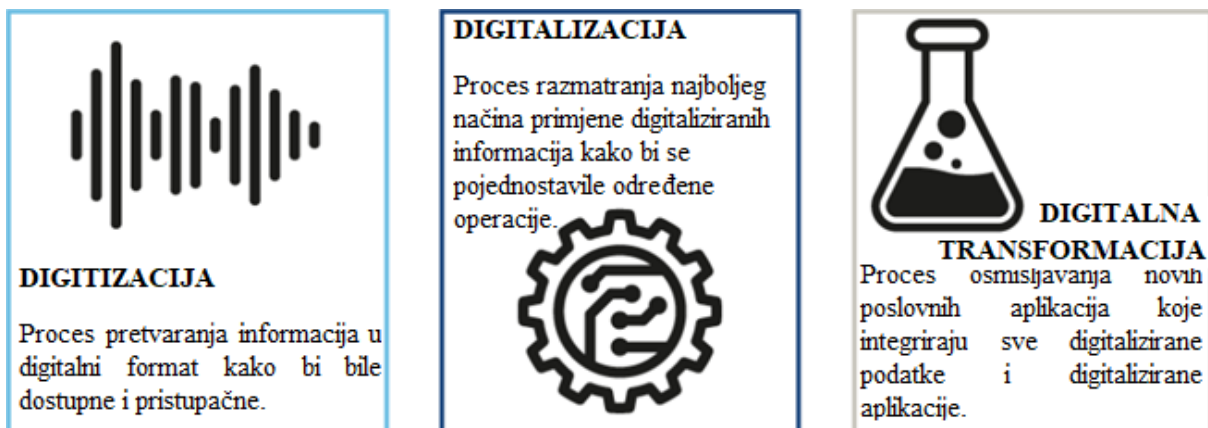 DIGITIZACIJA
Proces pretvaranja informacija u
digitalni format kako bi bile
dostupne i pristupačne.
DIGITALIZACIJA
Proces razmatranja najboljeg
načina primjene digitaliziranih
informacija kako bi se
pojednostavile određene
operacije.
DIGITALNA
TRANSFORMACIJA
Proces osmišljavanja novih
poslovnih aplikacija koje
integriraju sve digitalizirane
podatke i digitalizirane
aplikacije.